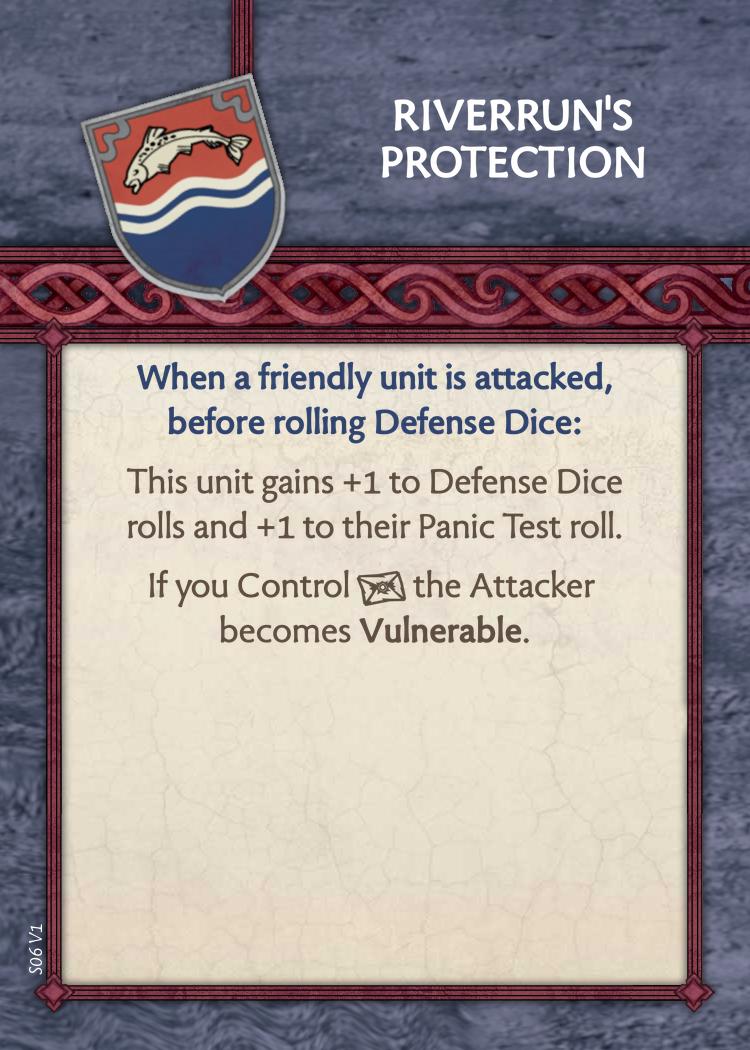 RIVERRUN'S
PROTECTION
When a friendly unit is attacked,
before rolling Defense Dice:
This unit gains +1 to Defense Dice
rolls and +1 to their Panic Test roll.
If you Control the Attacker
becomes Vulnerable.
S06 V1